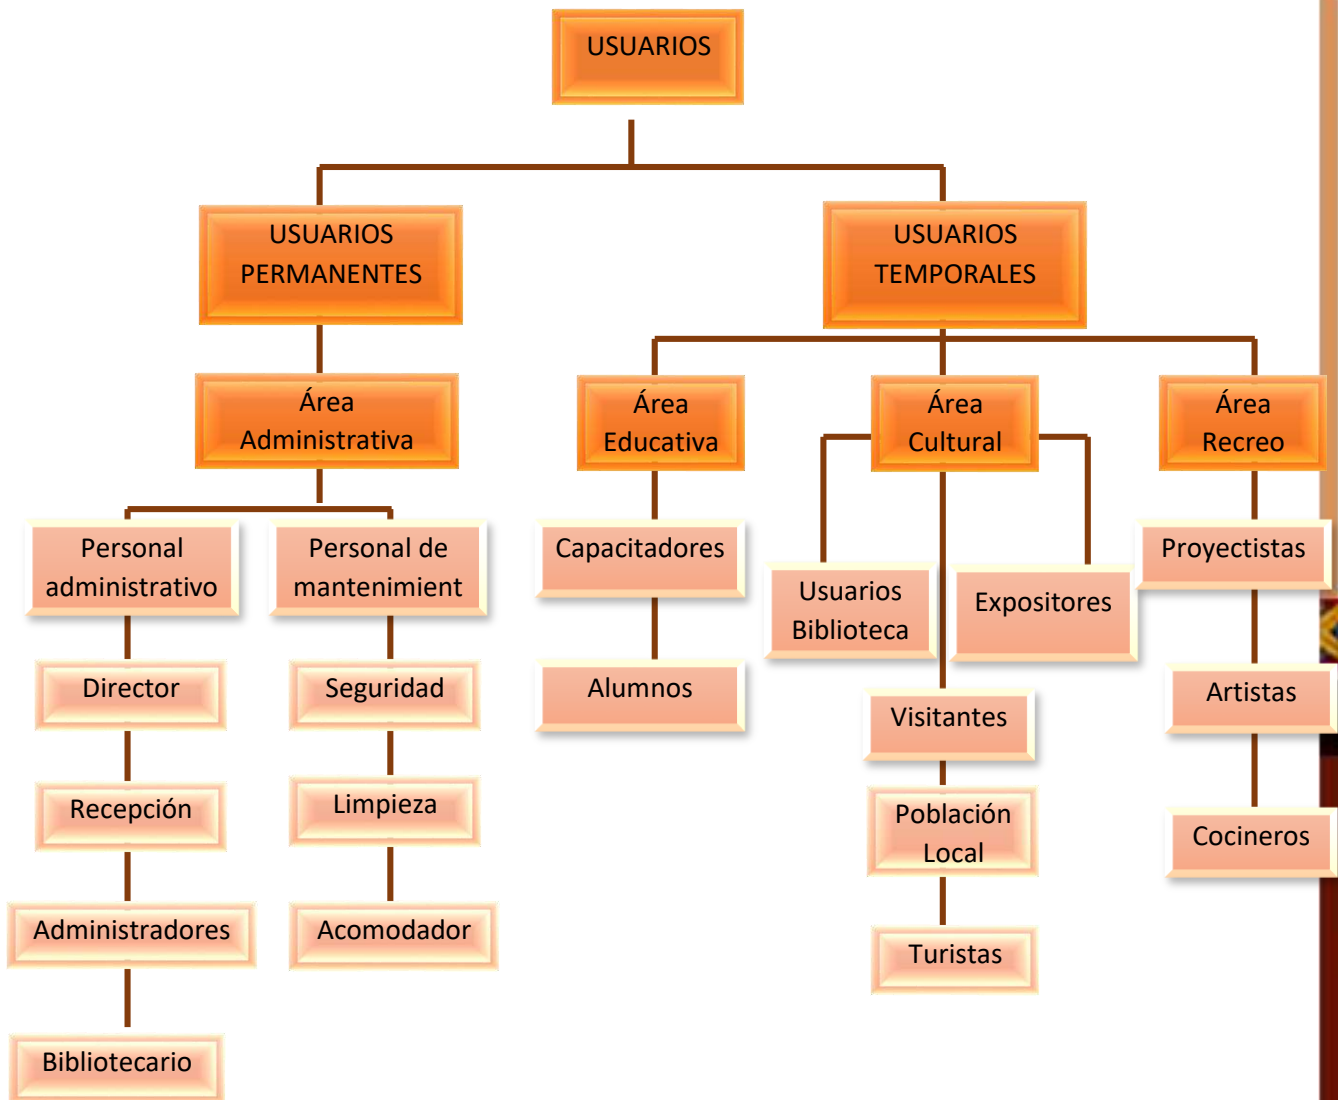 USUARIOS
USUARIOS
PERMANENTES
USUARIOS
TEMPORALES
Área
Administrativa
Área
Educativa
Área
Cultural
Área
Recreo
Personal
administrativo
Personal de
mantenimient
Capacitadores
Usuarios
Biblioteca
Expositores
Proyectistas
Director
Seguridad
Alumnos
Visitantes
Artistas
Recepción
Limpieza
Población
Local
Cocineros
Administradores
Acomodador
Turistas
Bibliotecario